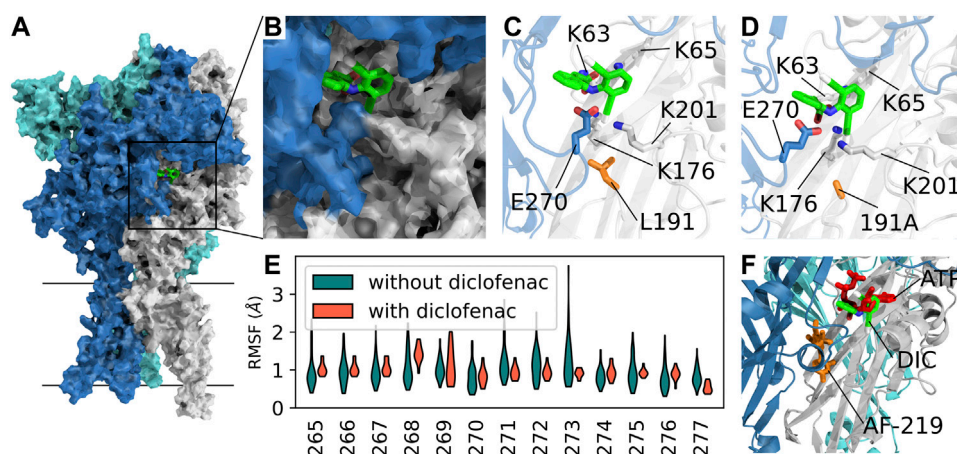 A
B
C
K63
K65
K201
K176
E270
L191
D
K63
E270
K65
K176
K201
191A
E
without diclofenac
with diclofenac
RMSF (Å)
3
2
1
0
265
266
267
268
269
270
271
272
273
274
275
276
277
F
ATP
DIC
AF-219